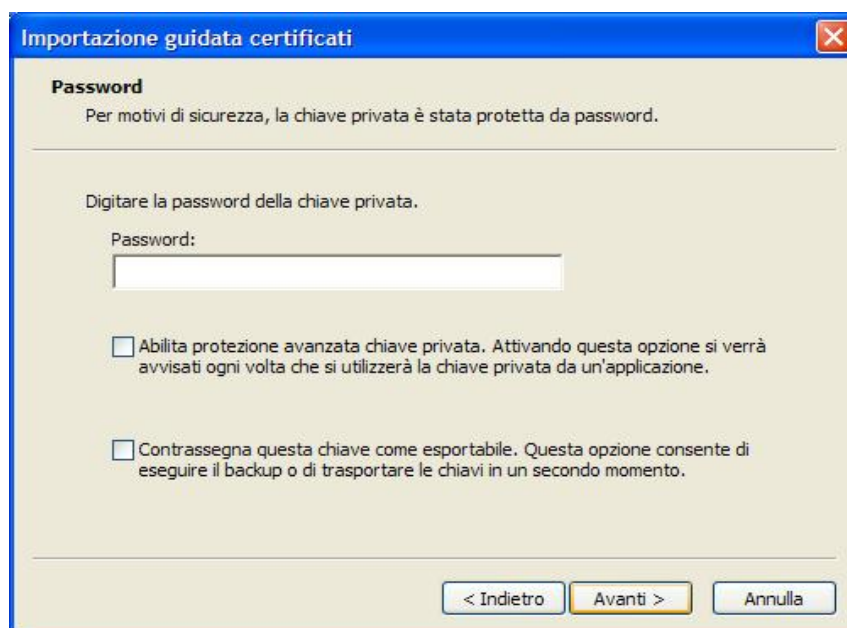 Importazione guidata certificati
Password
Per motivi di sicurezza, la chiave privata è stata protetta da password.
Digitare la password della chiave privata.
Password:
Abilita protezione avanzata chiave privata. Attivando questa opzione si verrà
avvisati ogni volta che si utilizzerà la chiave privata da un'applicazione.
Contrassegna questa chiave come esportabile. Questa opzione consente di
eseguire il backup o di trasportare le chiavi in un secondo momento.
< Indietro Avanti > Annulla